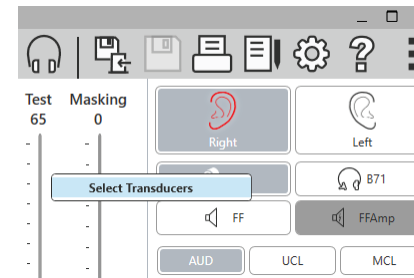 Test Masking
65 0
Right Left
Select Transducers
B71
FF FFAmp
AUD UCL MCL